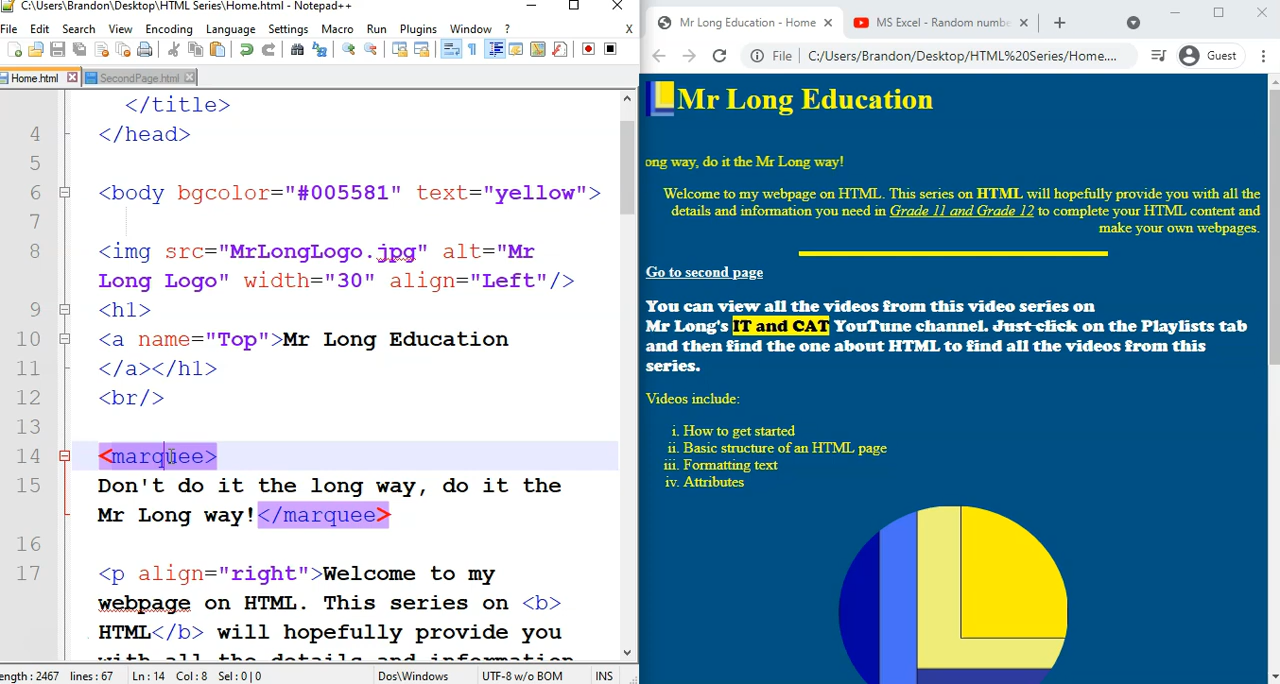 C:\Users\Brandon\Desktop\HTML Series\Home.html - Notepad++
File Edit Search View Encoding Language Settings Macro Run Plugins Window ? X
Home.html SecondPage.html
</title>
4 </head>
5
6 <body bgcolor="#005581" text="yellow">
7
8 <img src="MrLongLogo.jpg" alt="Mr
Long Logo" width="30" align="Left"/>
9 <h1>
10 <a name="Top">Mr Long Education
11 </a></h1>
12 <br/>
13
14 <marquee>
15 Don't do it the long way, do it the
Mr Long way!</marquee>
16
17 <p align="right">Welcome to my
webpage on HTML. This series on <b>
HTML</b> will hopefully provide you
with all the details and information
ength : 2467 lines : 67 Ln : 14 Col : 8 Sel : 0 | 0 Dos\Windows UTF-8 w/o BOM INS
Mr Long Education - Home MS Excel - Random numbe
File C:/Users/Brandon/Desktop/HTML%20Series/Home.... Guest
Mr Long Education
ong way, do it the Mr Long way!
Welcome to my webpage on HTML. This series on HTML will hopefully provide you with all the
details and information you need in Grade 11 and Grade 12 to complete your HTML content and
make your own webpages.
Go to second page
You can view all the videos from this video series on
Mr Long's IT and CAT YouTune channel. Just click on the Playlists tab
and then find the one about HTML to find all the videos from this
series.
Videos include:
i. How to get started
ii. Basic structure of an HTML page
iii. Formatting text
iv. Attributes